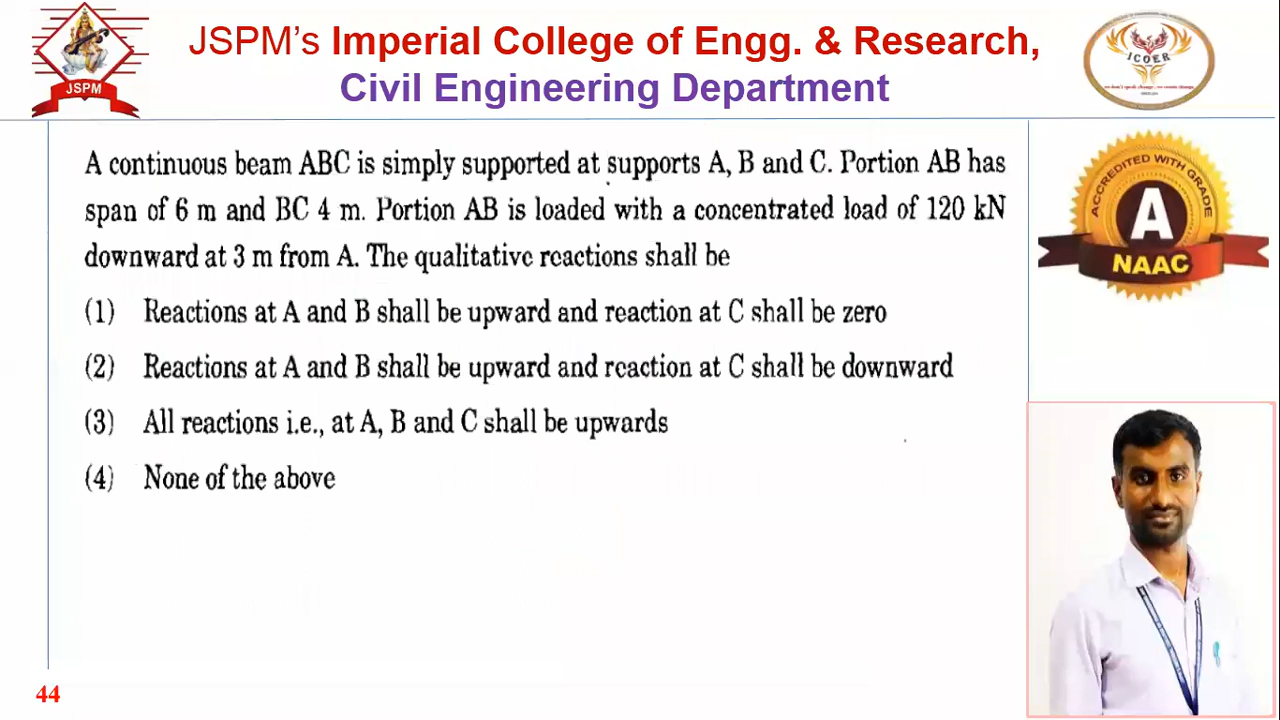 JSPM's Imperial College of Engg. & Research,
Civil Engineering Department
JSPM
ICOER
A continuous beam ABC is simply supported at supports A, B and C. Portion AB has
span of 6 m and BC 4 m. Portion AB is loaded with a concentrated load of 120 kN
downward at 3 m from A. The qualitative reactions shall be
(1) Reactions at A and B shall be upward and reaction at C shall be zero
(2) Reactions at A and B shall be upward and reaction at C shall be downward
(3) All reactions i.e., at A, B and C shall be upwards
(4) None of the above
ACCREDITED WITH GRADE
A
NAAC
44